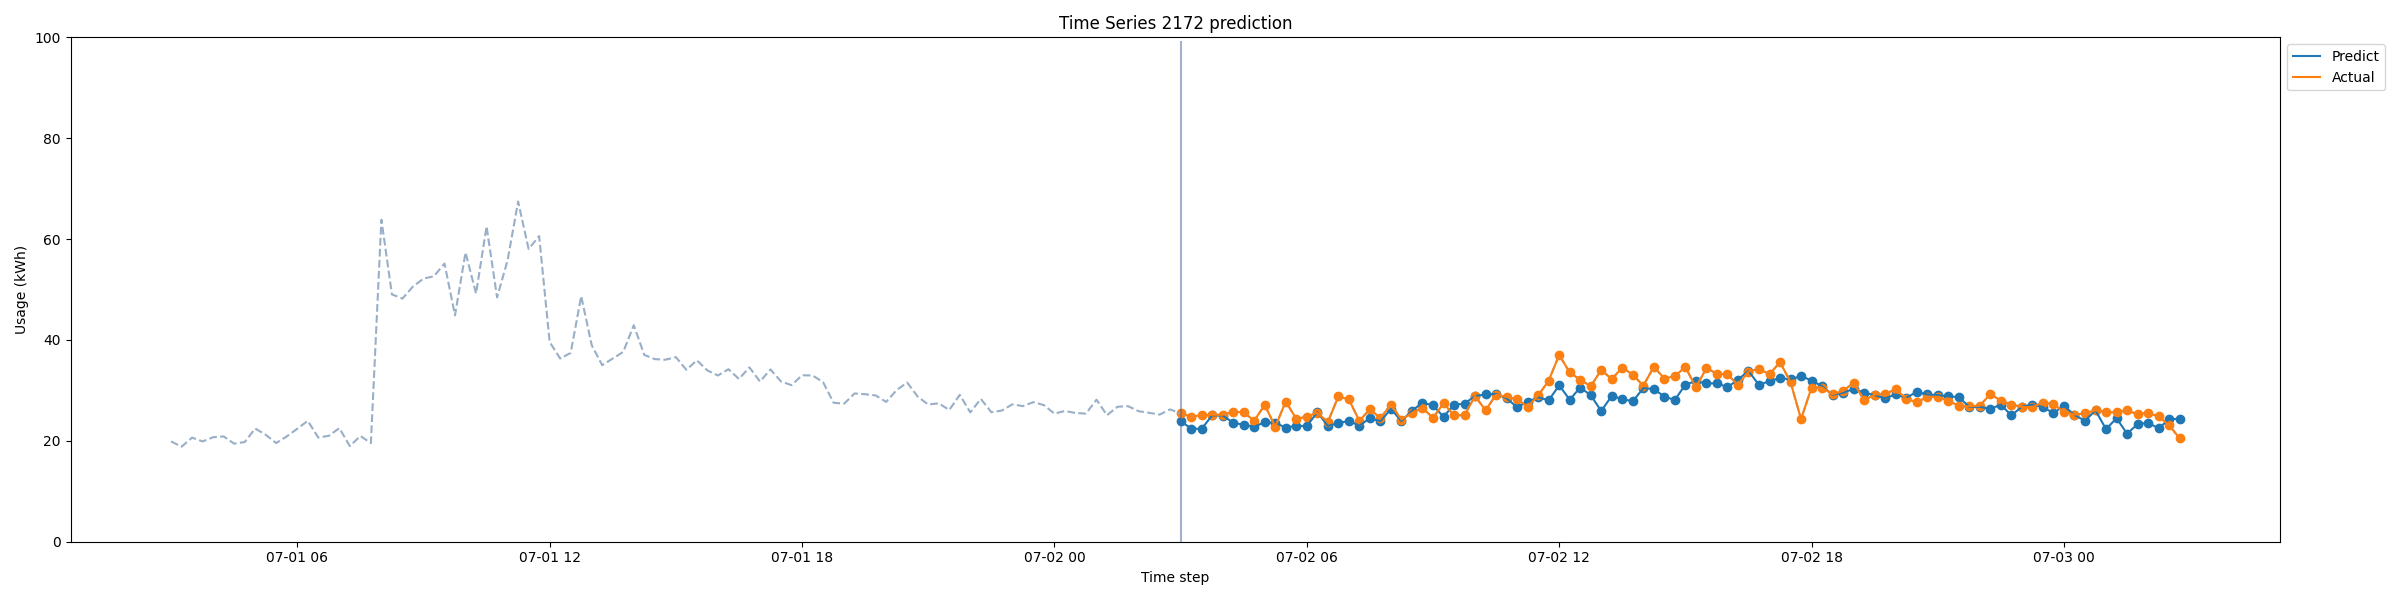 Time Series 2172 prediction
100
80
60
40
20
0
Usage (kWh)
Predict
Actual
07-01 06
07-01 12
07-01 18
07-02 00
07-02 06
07-02 12
07-02 18
07-03 00
Time step